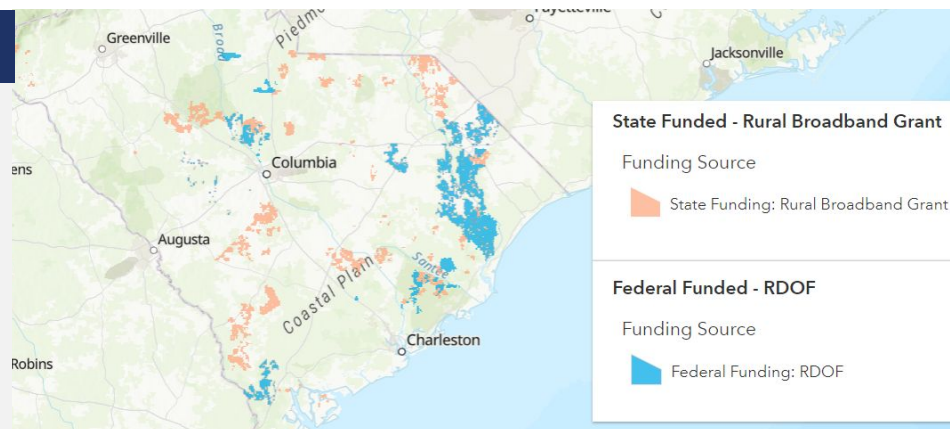 Greenville
Broad
Piedmo
Fayetteville
Jacksonville
Columbia
ens
Augusta
Santee
Coastal Plain
Charleston
Robins
State Funded - Rural Broadband Grant
Funding Source
State Funding: Rural Broadband Grant
Federal Funded - RDOF
Funding Source
Federal Funding: RDOF